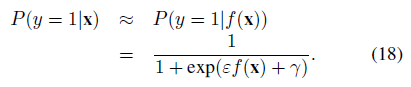 P(y = 1|x) ≈ P(y = 1|f(x))
= 1 / 1 + exp(εf(x) + γ) . (18)